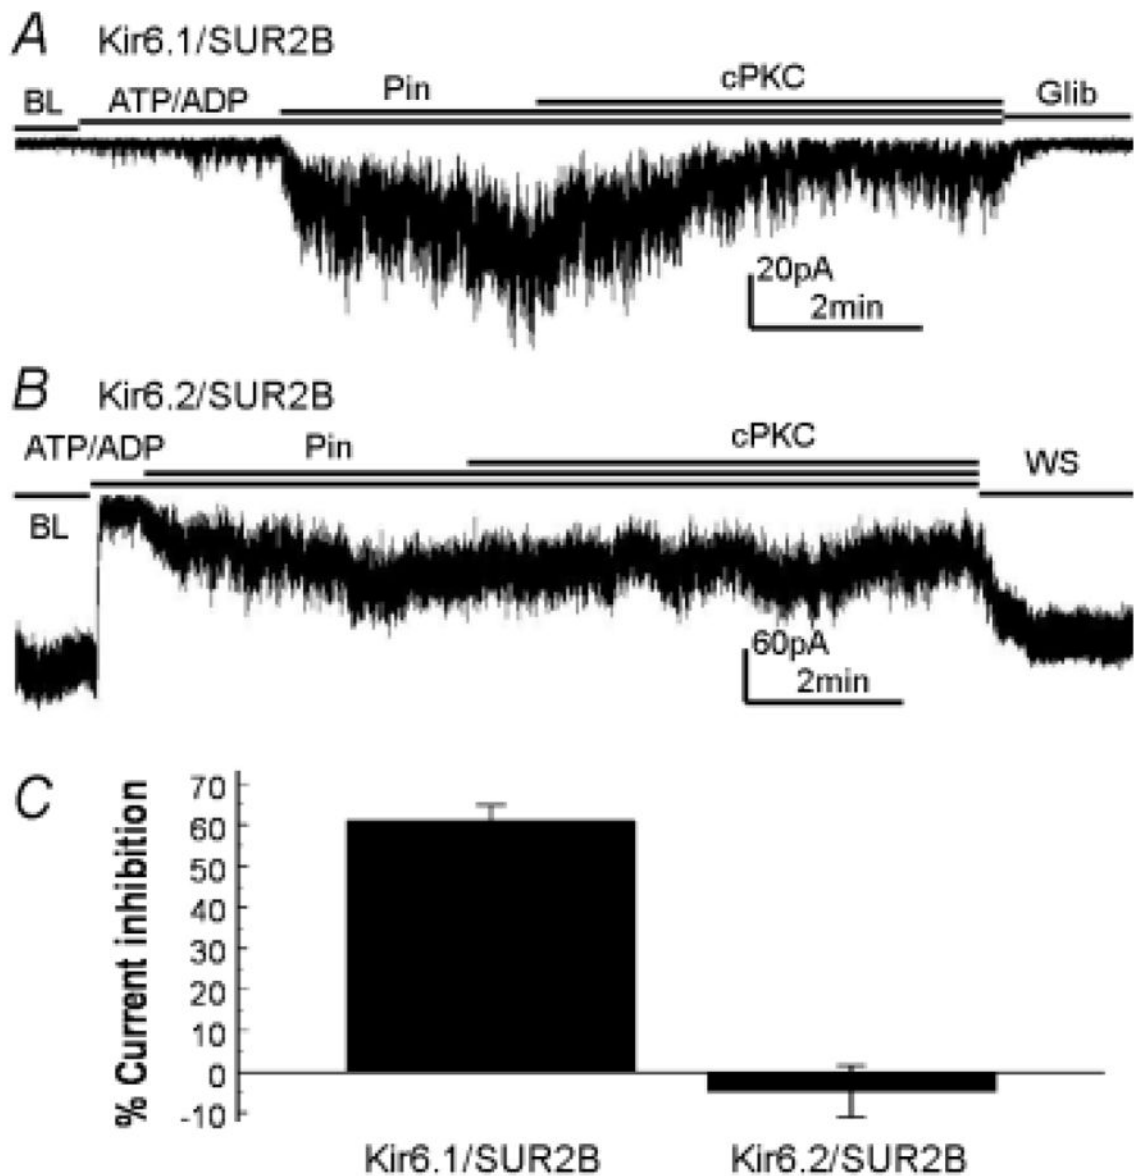 A Kir6.1/SUR2B
BL ATP/ADP Pin cPKC Glib
20pA
2min
B Kir6.2/SUR2B
ATP/ADP Pin cPKC WS
BL
60pA
2min
C
% Current inhibition
70
60
50
40
30
20
10
0
-10
Kir6.1/SUR2B Kir6.2/SUR2B